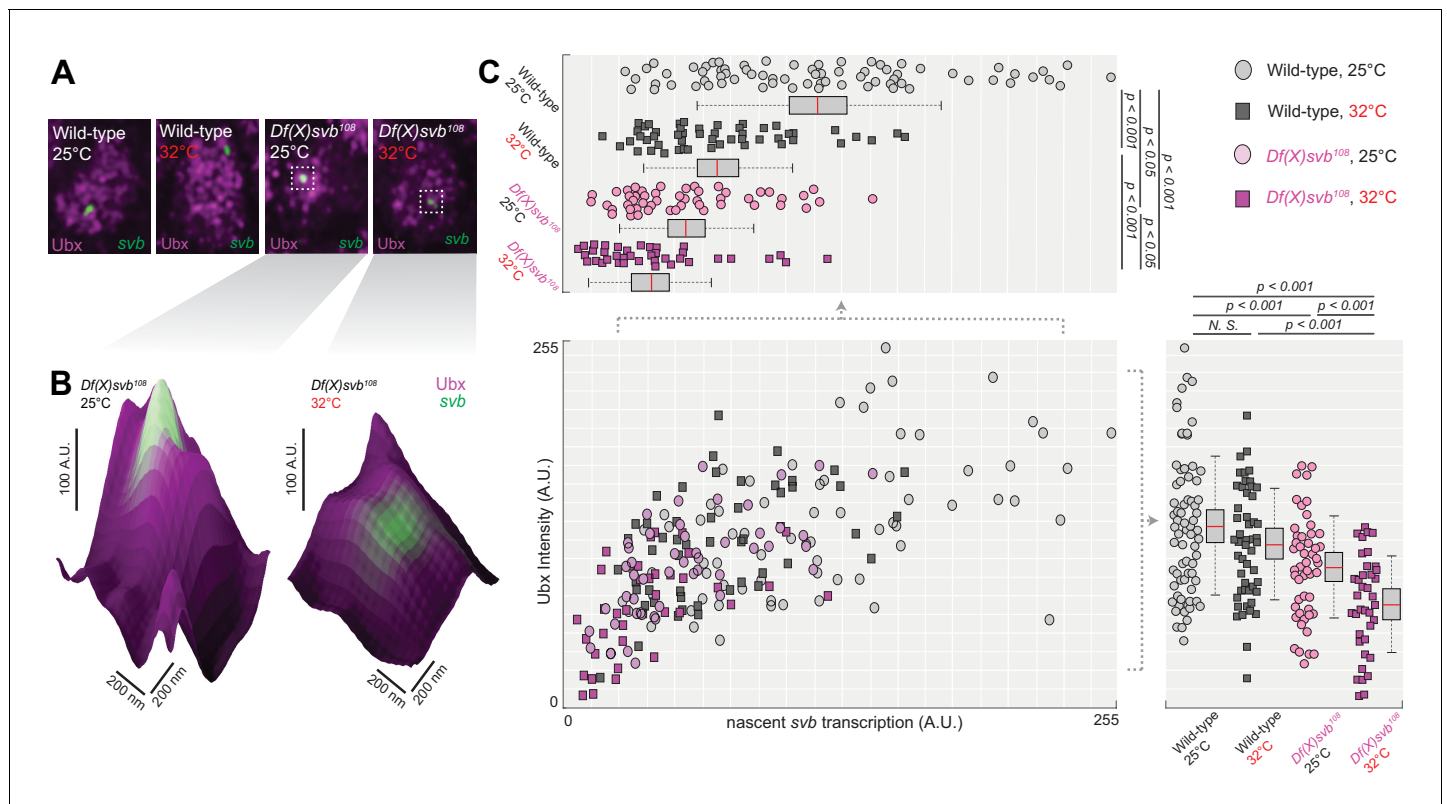 A
Wild-type
25°C
Ubx
svb
Wild-type
32°C
Ubx
svb
Df(X)svb108
25°C
Ubx
svb
Df(X)svb108
32°C
Ubx
svb
B
Df(X)svb108
25°C
100 A.U.
200 nm
200 nm
Df(X)svb108
32°C
100 A.U.
200 nm
200 nm
Ubx
svb
C
Wild-type
25°C
Wild-type
32°C
Df(X)svb108
25°C
Df(X)svb108
32°C
p < 0.001
p < 0.001
p < 0.05
p < 0.05
p < 0.001
Wild-type, 25°C
Wild-type, 32°C
Df(X)svb108, 25°C
Df(X)svb108, 32°C
255
Ubx Intensity (A.U.)
0
0
nascent svb transcription (A.U.)
255
p < 0.001
p < 0.001
p < 0.001
N. S.
p < 0.001
Wild-type
25°C
Wild-type
32°C
Df(X)svb108
25°C
Df(X)svb108
32°C